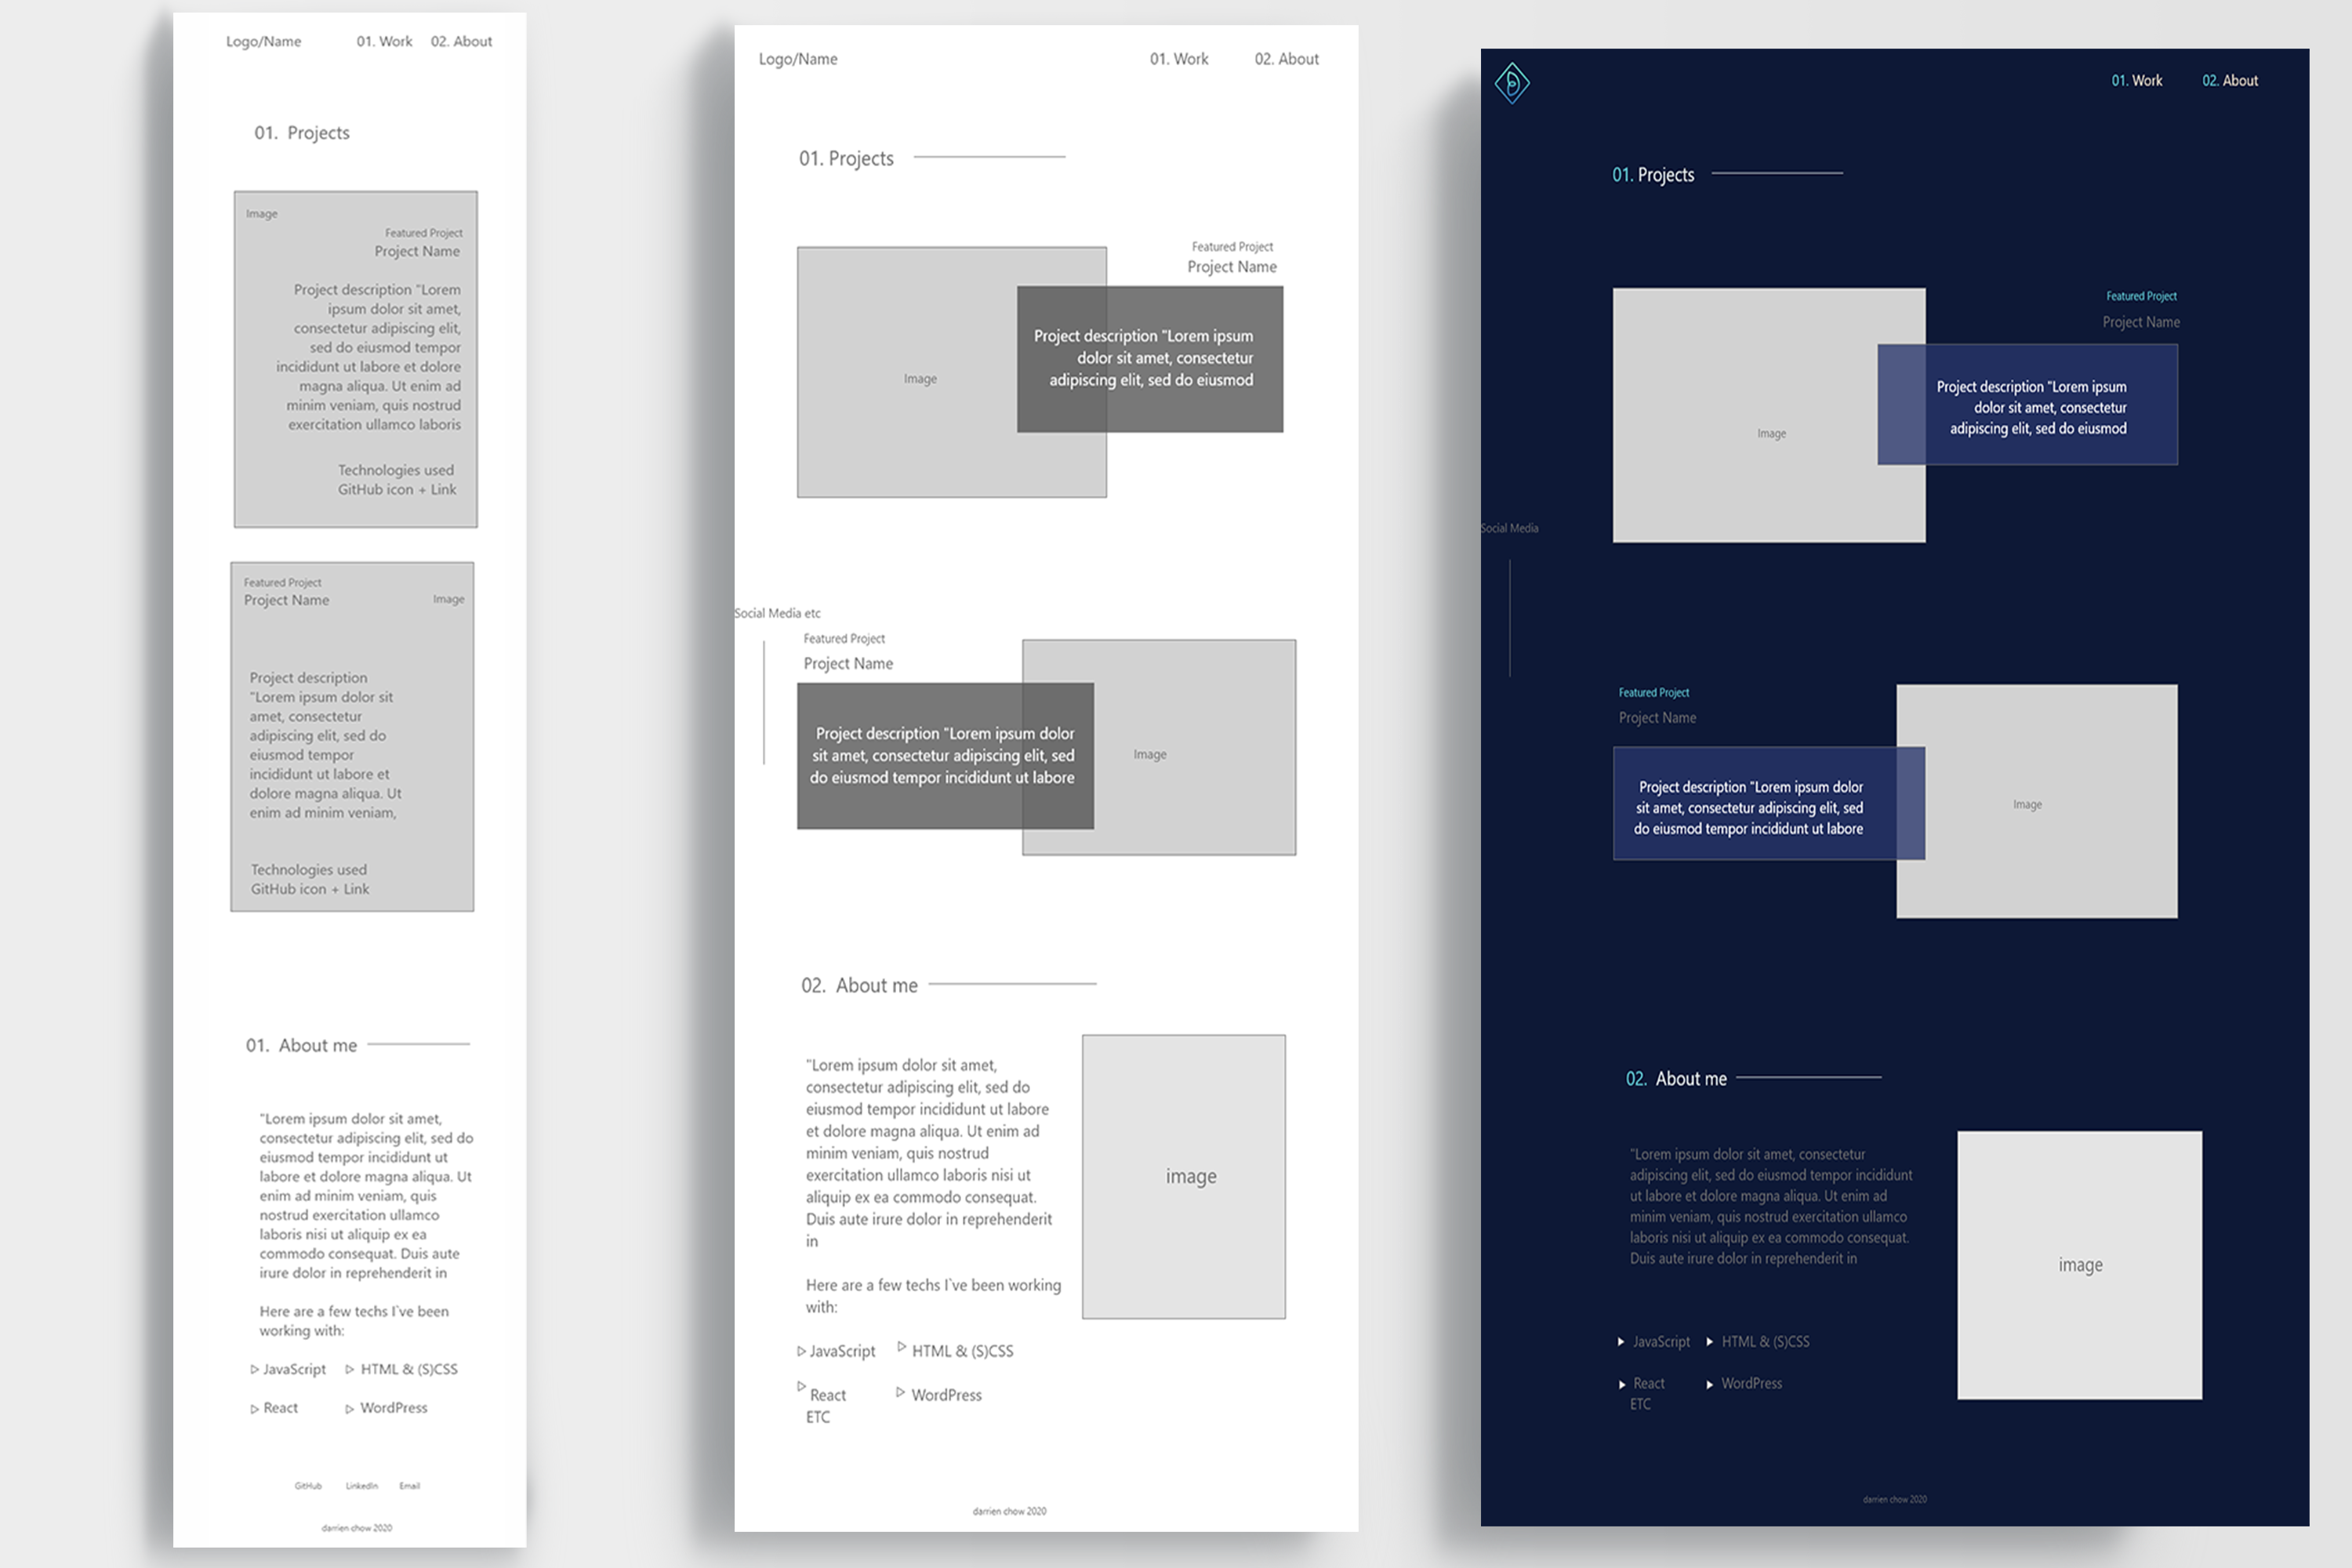 Logo/Name
01. Work
02. About
01. Projects
Image
Featured Project
Project Name
Project description "Lorem
ipsum dolor sit amet,
consectetur adipiscing elit,
sed do eiusmod tempor
incididunt ut labore et dolore
magna aliqua. Ut enim ad
minim veniam, quis nostrud
exercitation ullamco laboris
Technologies used
GitHub icon + Link
Featured Project
Project Name
Image
Project description
"Lorem ipsum dolor sit
amet, consectetur
adipiscing elit, sed do
eiusmod tempor
incididunt ut labore et
dolore magna aliqua. Ut
enim ad minim veniam,
Technologies used
GitHub icon + Link
01. About me
"Lorem ipsum dolor sit amet,
consectetur adipiscing elit, sed do
eiusmod tempor incididunt ut
labore et dolore magna aliqua. Ut
enim ad minim veniam, quis
nostrud exercitation ullamco
laboris nisi ut aliquip ex ea
commodo consequat. Duis aute
irure dolor in reprehenderit in
Here are a few techs I`ve been
working with:
JavaScript
HTML & (S)CSS
React
WordPress
GitHub
LinkedIn
Email
darrien chow 2020
Logo/Name
01. Work
02. About
01. Projects
Featured Project
Project Name
Image
Project description "Lorem ipsum
dolor sit amet, consectetur
adipiscing elit, sed do eiusmod
Social Media etc
Featured Project
Project Name
Project description "Lorem ipsum dolor
sit amet, consectetur adipiscing elit, sed
do eiusmod tempor incididunt ut labore
Image
02. About me
"Lorem ipsum dolor sit amet,
consectetur adipiscing elit, sed do
eiusmod tempor incididunt ut labore
et dolore magna aliqua. Ut enim ad
minim veniam, quis nostrud
exercitation ullamco laboris nisi ut
aliquip ex ea commodo consequat.
Duis aute irure dolor in reprehenderit
in
image
Here are a few techs I`ve been working
with:
JavaScript
HTML & (S)CSS
React
WordPress
ETC
darrien chow 2020
01. Work
02. About
01. Projects
Featured Project
Project Name
Image
Project description "Lorem ipsum
dolor sit amet, consectetur
adipiscing elit, sed do eiusmod
Social Media
Featured Project
Project Name
Project description "Lorem ipsum dolor
sit amet, consectetur adipiscing elit, sed
do eiusmod tempor incididunt ut labore
Image
02. About me
"Lorem ipsum dolor sit amet, consectetur
adipiscing elit, sed do eiusmod tempor incididunt
ut labore et dolore magna aliqua. Ut enim ad
minim veniam, quis nostrud exercitation ullamco
laboris nisi ut aliquip ex ea commodo consequat.
Duis aute irure dolor in reprehenderit in
image
JavaScript
HTML & (S)CSS
React
WordPress
ETC
darrien chow 2020